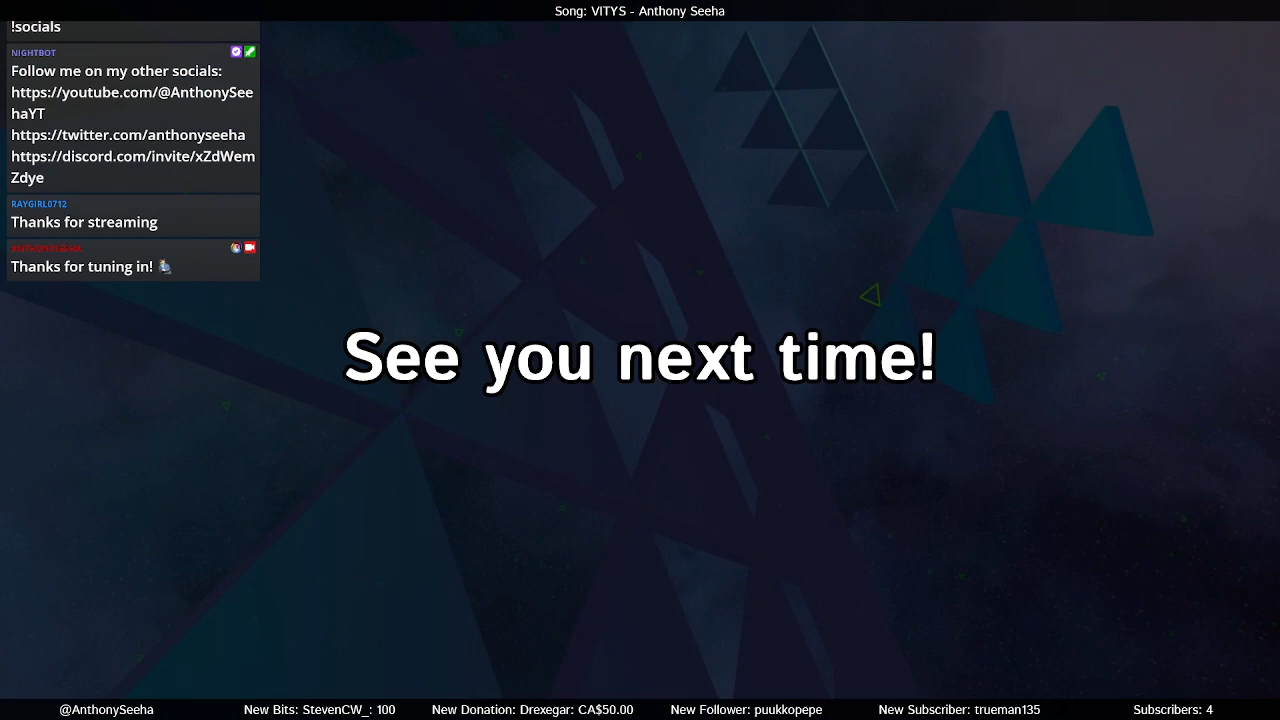 Song: VITYS - Anthony Seeha
!socials
NIGHTBOT
Follow me on my other socials:
https://youtube.com/@AnthonySee
haYT
https://twitter.com/anthonyseeha
https://discord.com/invite/xZdWem
Zdye
RAYGIRL0712
Thanks for streaming
Thanks for tuning in!
See you next time!
@AnthonySeeha
New Bits: StevenCW_: 100
New Donation: Drexegar: CA$50.00
New Follower: puukkopepe
New Subscriber: trueman135
Subscribers: 4